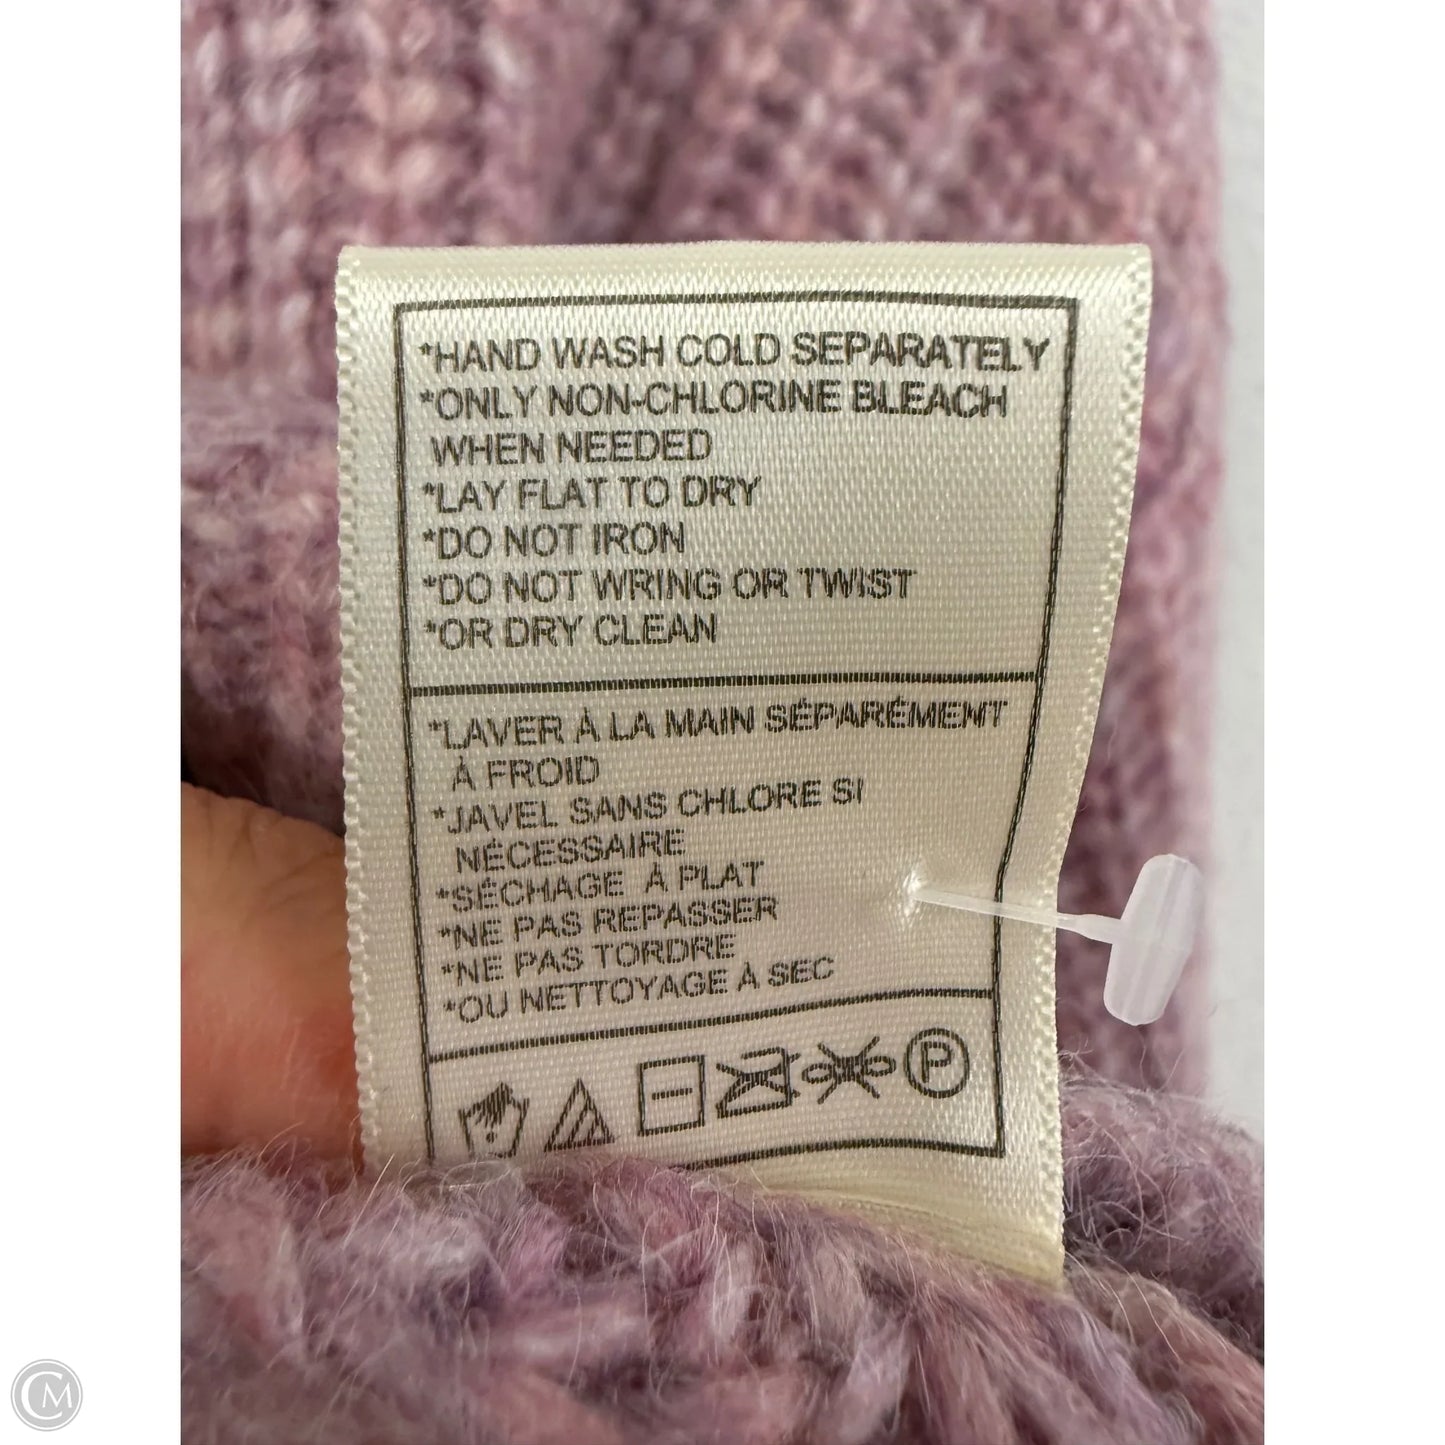 *HAND WASH COLD SEPARATELY
*ONLY NON-CHLORINE BLEACH
WHEN NEEDED
*LAY FLAT TO DRY
*DO NOT IRON
*DO NOT WRING OR TWIST
*OR DRY CLEAN
*LAVER À LA MAIN SÉPARÉMENT
À FROID
*JAVEL SANS CHLORE SI
NÉCESSAIRE
*SÉCHAGE À PLAT
*NE PAS REPASSER
*NE PAS TORDRE
*OU NETTOYAGE À SEC
P
CM